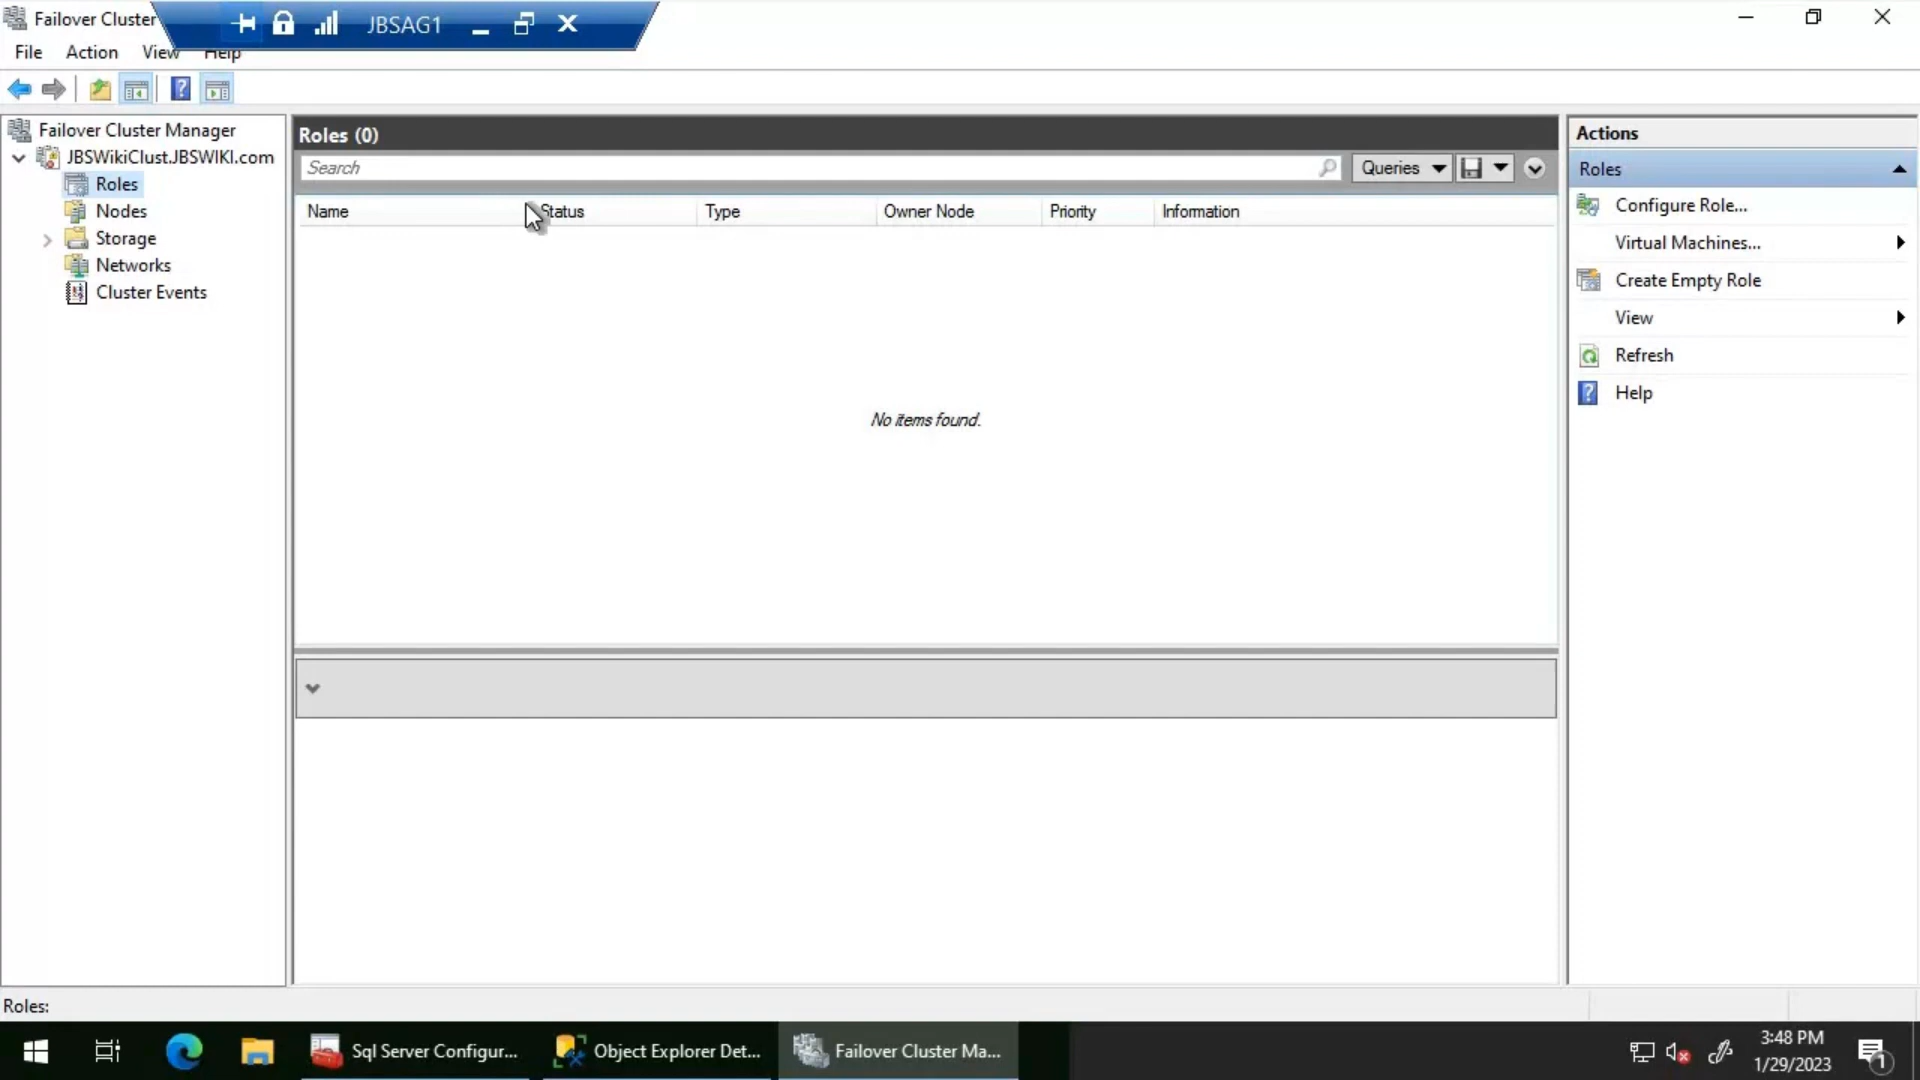 Failover Cluster
JBSAG1
File Action View Help
Failover Cluster Manager
JBSWikiClust.JBSWIKI.com
Roles
Nodes
Storage
Networks
Cluster Events
Roles (0)
Search
Queries
Name Status Type Owner Node Priority Information
No items found.
Actions
Roles
Configure Role...
Virtual Machines...
Create Empty Role
View
Refresh
Help
Roles:
Sql Server Configur...
Object Explorer Det...
Failover Cluster Ma...
3:48 PM
1/29/2023
1